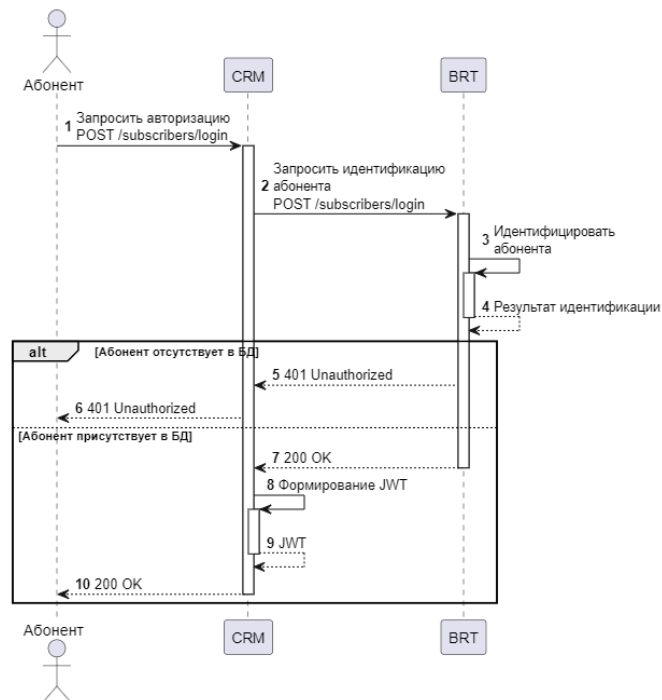 Абонент
CRM
BRT
1 Запросить авторизацию
POST /subscribers/login
Запросить идентификацию
2 абонента
POST /subscribers/login
3 Идентифицировать
абонента
4 Результат идентификации
alt [Абонент отсутствует в БД]
5 401 Unauthorized
6 401 Unauthorized
[Абонент присутствует в БД]
7 200 OK
8 Формирование JWT
9 JWT
10 200 OK
Абонент
CRM
BRT